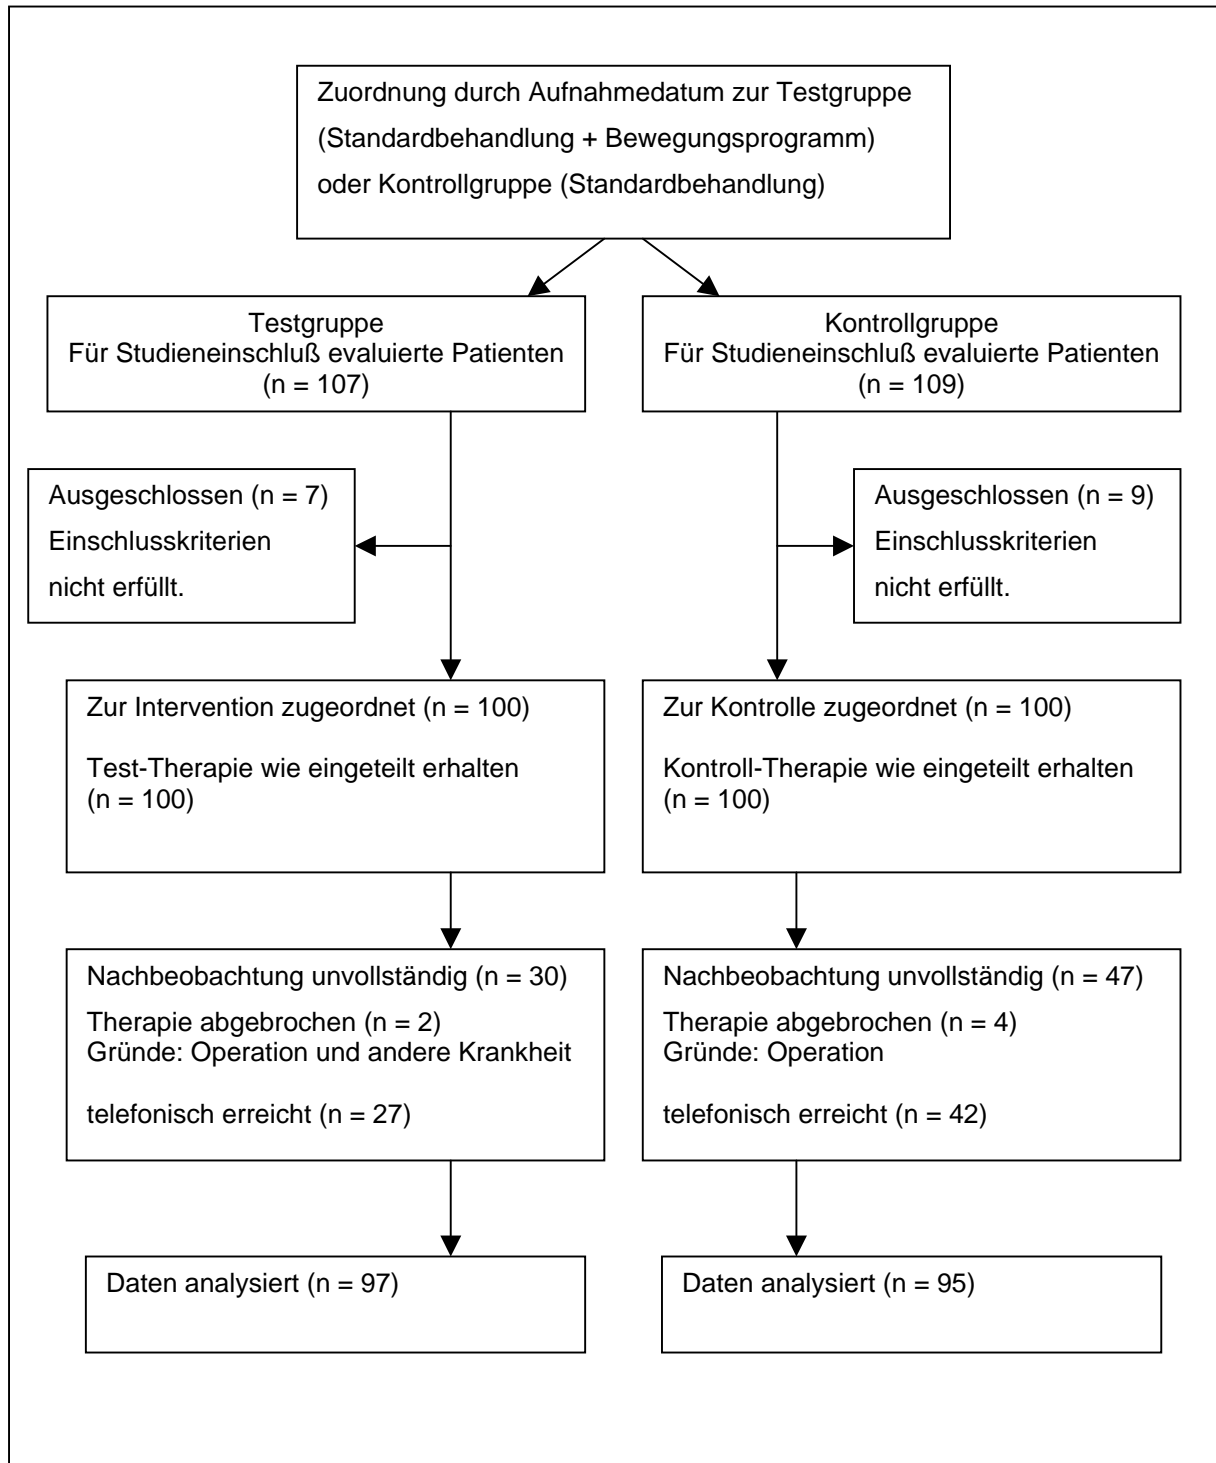 Zuordnung durch Aufnahmedatum zur Testgruppe
(Standardbehandlung + Bewegungsprogramm)
oder Kontrollgruppe (Standardbehandlung)
Testgruppe
Für Studieneinschluß evaluierte Patienten
(n = 107)
Kontrollgruppe
Für Studieneinschluß evaluierte Patienten
(n = 109)
Ausgeschlossen (n = 7)
Einschlusskriterien
nicht erfüllt.
Ausgeschlossen (n = 9)
Einschlusskriterien
nicht erfüllt.
Zur Intervention zugeordnet (n = 100)
Test-Therapie wie eingeteilt erhalten
(n = 100)
Zur Kontrolle zugeordnet (n = 100)
Kontroll-Therapie wie eingeteilt erhalten
(n = 100)
Nachbeobachtung unvollständig (n = 30)
Therapie abgebrochen (n = 2)
Gründe: Operation und andere Krankheit
telefonisch erreicht (n = 27)
Nachbeobachtung unvollständig (n = 47)
Therapie abgebrochen (n = 4)
Gründe: Operation
telefonisch erreicht (n = 42)
Daten analysiert (n = 97)
Daten analysiert (n = 95)